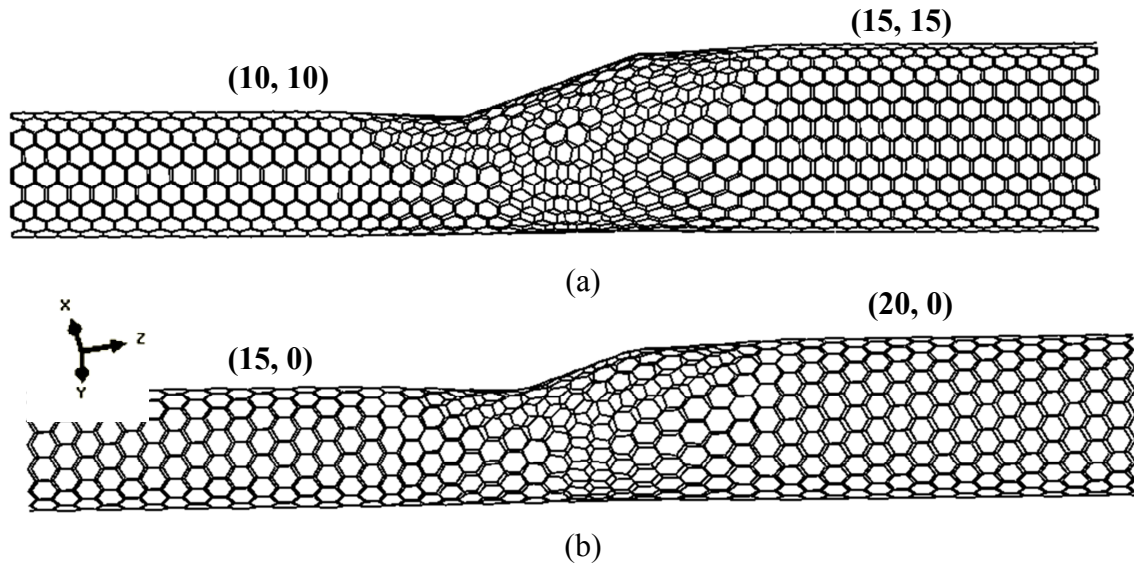 (15, 15)
(10, 10)
(a)
X
Z
Y
(20, 0)
(15, 0)
(b)